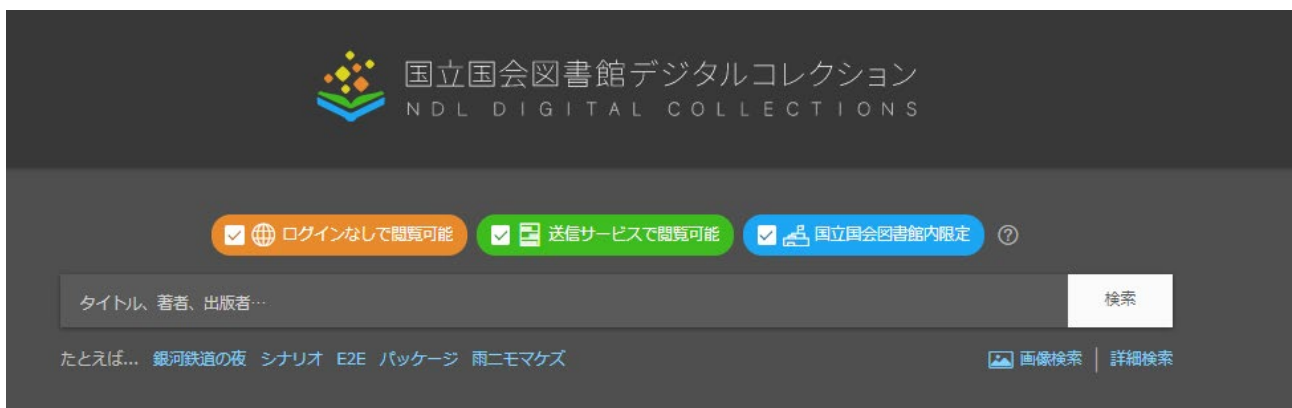 国立国会図書館デジタルコレクション
NDL DIGITAL COLLECTIONS
ログインなしで閲覧可能 送信サービスで閲覧可能 国立国会図書館内限定 ?
タイトル、著者、出版者… 検索
たとえば... 銀河鉄道の夜 シナリオ E2E パッケージ 雨ニモマケズ 画像検索 | 詳細検索